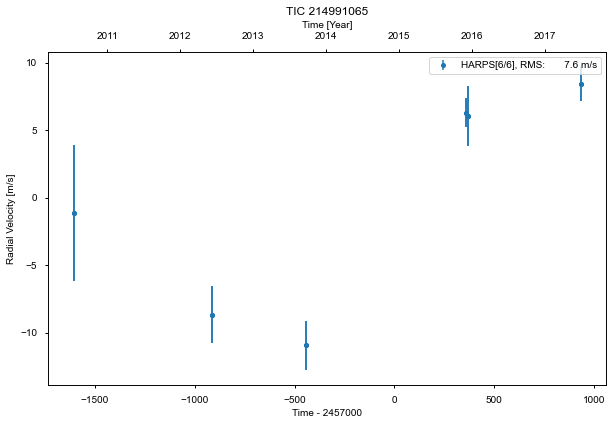 TIC 214991065
Time [Year]
2011 2012 2013 2014 2015 2016 2017
HARPS[6/6], RMS: 7.6 m/s
10
5
0
−5
−10
Radial Velocity [m/s]
−1500 −1000 −500 0 500 1000
Time - 2457000